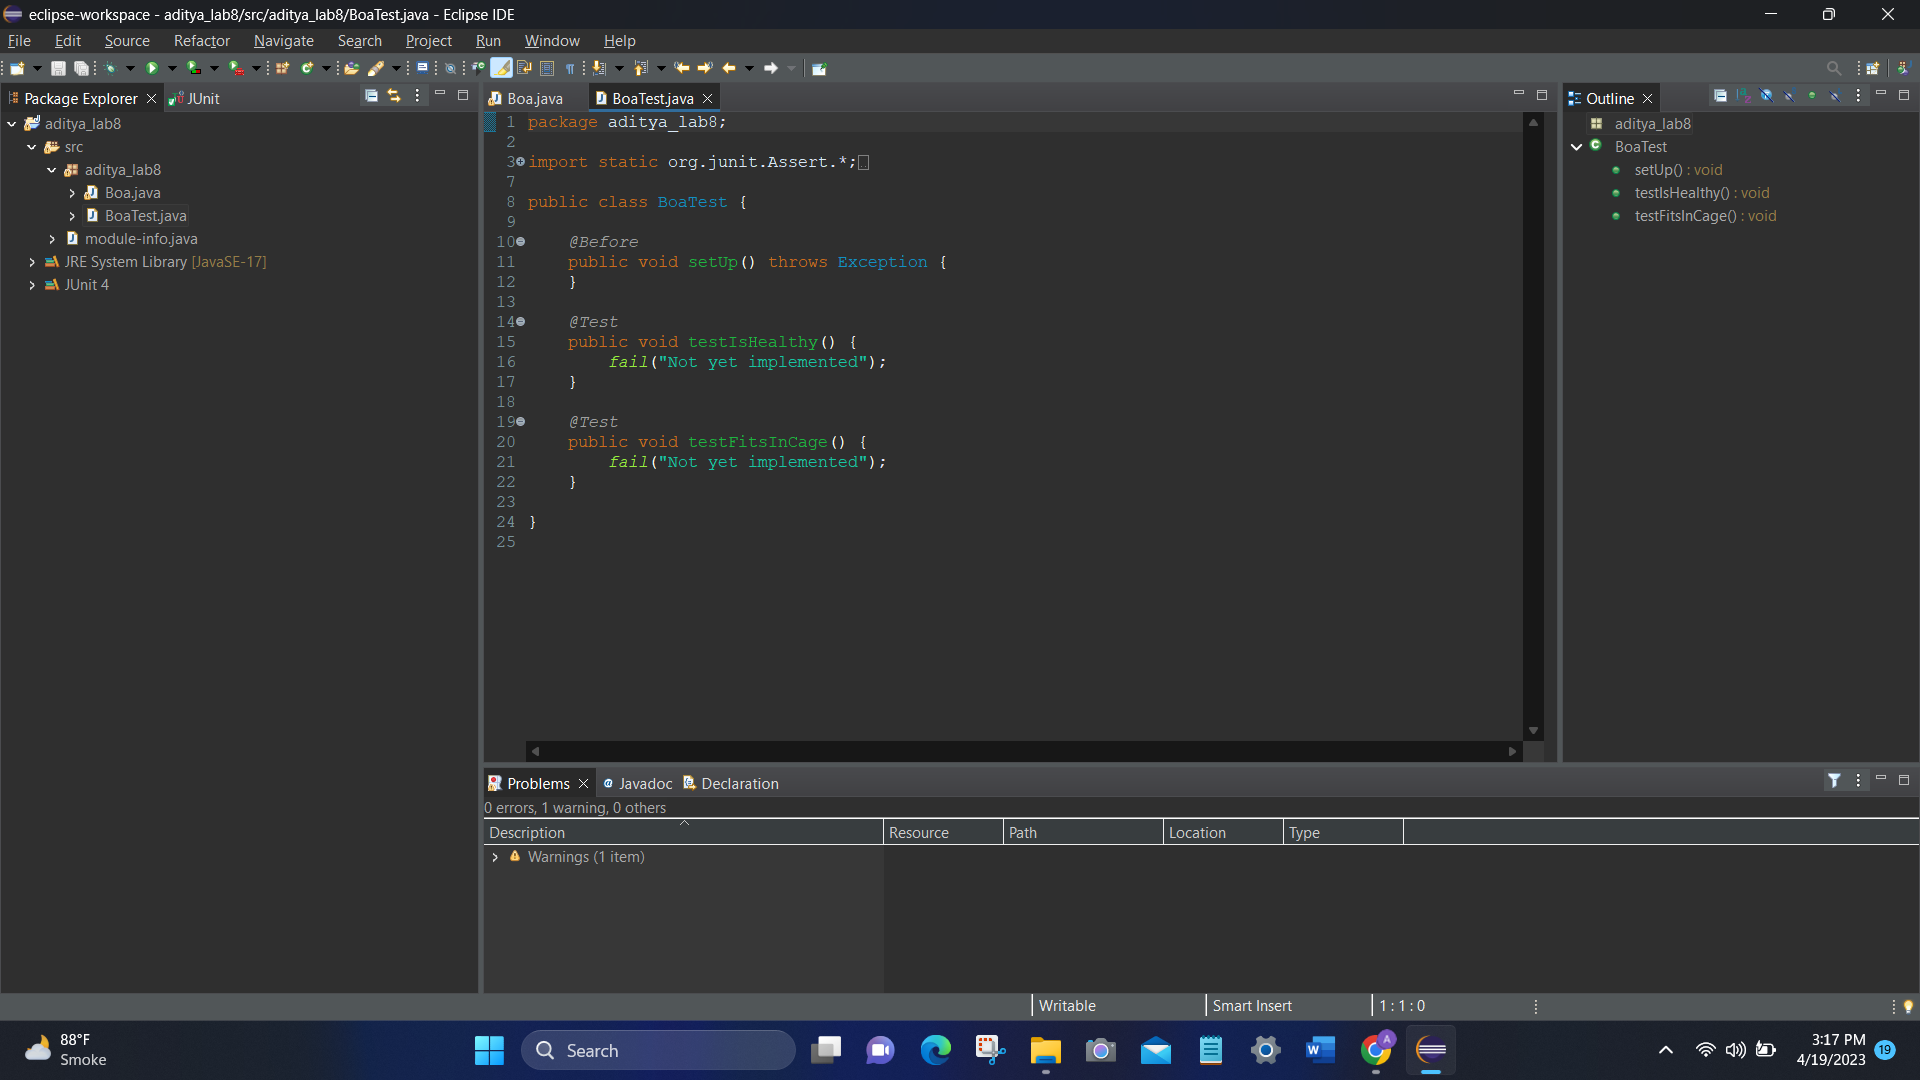 eclipse-workspace - aditya_lab8/src/aditya_lab8/BoaTest.java - Eclipse IDE
File Edit Source Refactor Navigate Search Project Run Window Help
Package Explorer
JUnit
aditya_lab8
src
aditya_lab8
Boa.java
BoaTest.java
module-info.java
JRE System Library [JavaSE-17]
JUnit 4
Boa.java
BoaTest.java
1 package aditya_lab8;
2
3 import static org.junit.Assert.*;
7
8 public class BoaTest {
9
10 @Before
11 public void setUp() throws Exception {
12 }
13
14 @Test
15 public void testIsHealthy() {
16 fail("Not yet implemented");
17 }
18
19 @Test
20 public void testFitsInCage() {
21 fail("Not yet implemented");
22 }
23
24 }
25
Outline
aditya_lab8
BoaTest
setUp() : void
testIsHealthy() : void
testFitsInCage() : void
Problems
Javadoc
Declaration
0 errors, 1 warning, 0 others
Description Resource Path Location Type
Warnings (1 item)
Writable Smart Insert 1 : 1 : 0
88°F
Smoke
Search
3:17 PM
4/19/2023
19